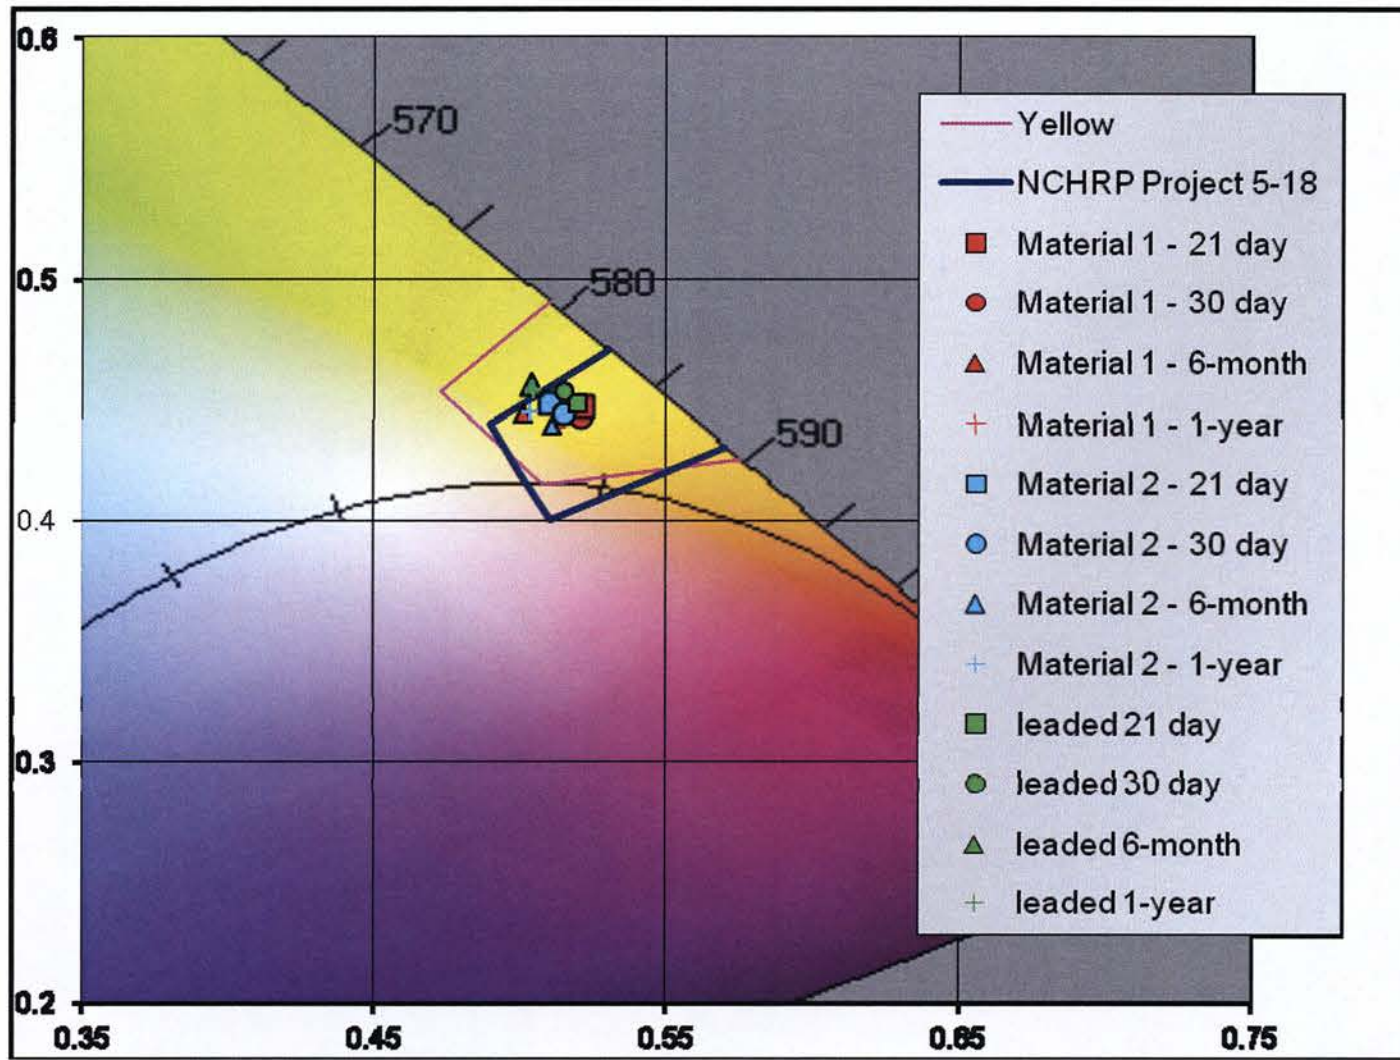 0.6
0.5
0.4
0.3
0.2
0.35
0.45
0.55
0.65
0.75
570
580
590
Yellow
NCHRP Project 5-18
Material 1 - 21 day
Material 1 - 30 day
Material 1 - 6-month
Material 1 - 1-year
Material 2 - 21 day
Material 2 - 30 day
Material 2 - 6-month
Material 2 - 1-year
leaded 21 day
leaded 30 day
leaded 6-month
leaded 1-year